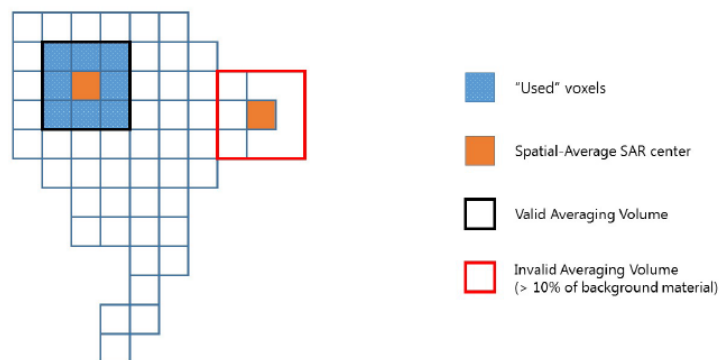 "Used" voxels
Spatial-Average SAR center
Valid Averaging Volume
Invalid Averaging Volume
(> 10% of background material)